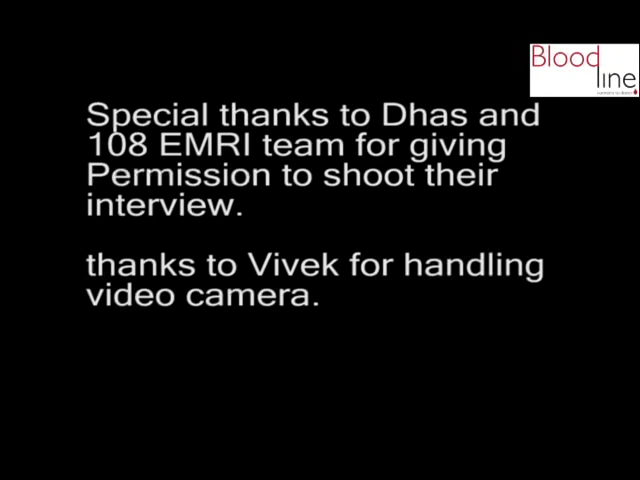 Blood
line
Special thanks to Dhas and
108 EMRI team for giving
Permission to shoot their
interview.
thanks to Vivek for handling
video camera.